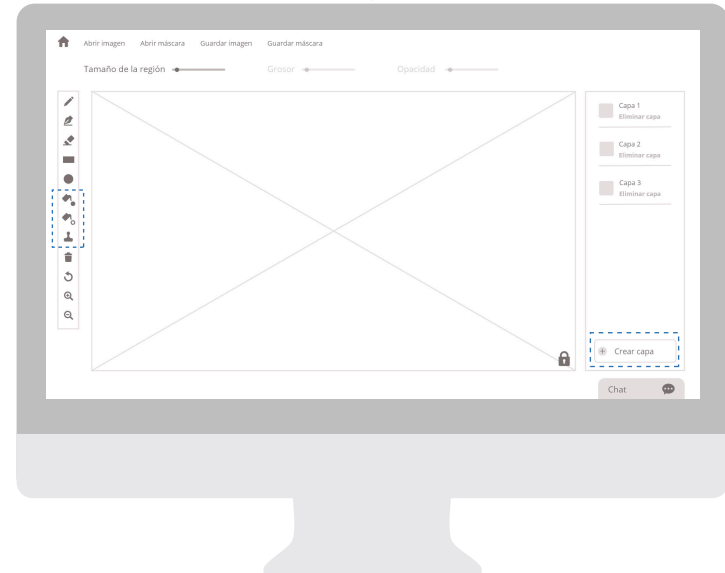 Abrir imagen Abrir máscara Guardar imagen Guardar máscara
Tamaño de la región Grosor Opacidad
Capa 1
Eliminar capa
Capa 2
Eliminar capa
Capa 3
Eliminar capa
Crear capa
Chat